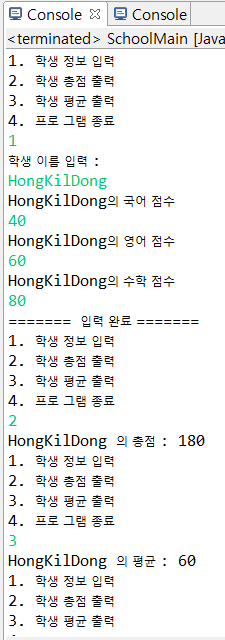 Console Console
<terminated> SchoolMain [Java
1. 학생 정보 입력
2. 학생 총점 출력
3. 학생 평균 출력
4. 프로 그램 종료
1
학생 이름 입력 :
HongKilDong
HongKilDong의 국어 점수
40
HongKilDong의 영어 점수
60
HongKilDong의 수학 점수
80
======= 입력 완료 =======
1. 학생 정보 입력
2. 학생 총점 출력
3. 학생 평균 출력
4. 프로 그램 종료
2
HongKilDong 의 총점 : 180
1. 학생 정보 입력
2. 학생 총점 출력
3. 학생 평균 출력
4. 프로 그램 종료
3
HongKilDong 의 평균 : 60
1. 학생 정보 입력
2. 학생 총점 출력
3. 학생 평균 출력